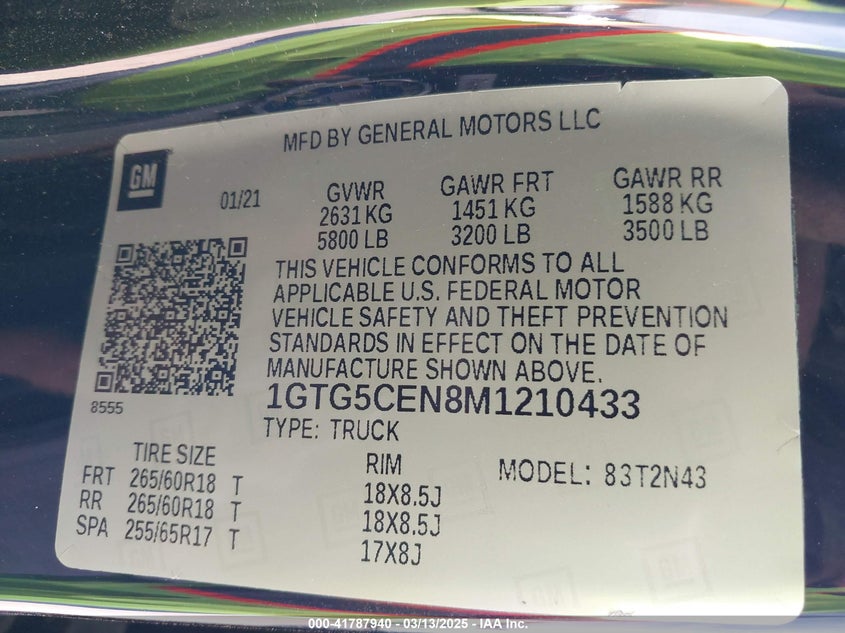 MFD BY GENERAL MOTORS LLC
GM
01/21
GVWR GAWR FRT GAWR RR
2631 KG 1451 KG 1588 KG
5800 LB 3200 LB 3500 LB
THIS VEHICLE CONFORMS TO ALL
APPLICABLE U.S. FEDERAL MOTOR
VEHICLE SAFETY AND THEFT PREVENTION
STANDARDS IN EFFECT ON THE DATE OF
MANUFACTURE SHOWN ABOVE.
8555
1GTG5CEN8M1210433
TYPE: TRUCK
TIRE SIZE RIM MODEL: 83T2N43
FRT 265/60R18 T 18X8.5J
RR 265/60R18 T 18X8.5J
SPA 255/65R17 T 17X8J
000-41787940 - 03/13/2025 - IAA Inc.